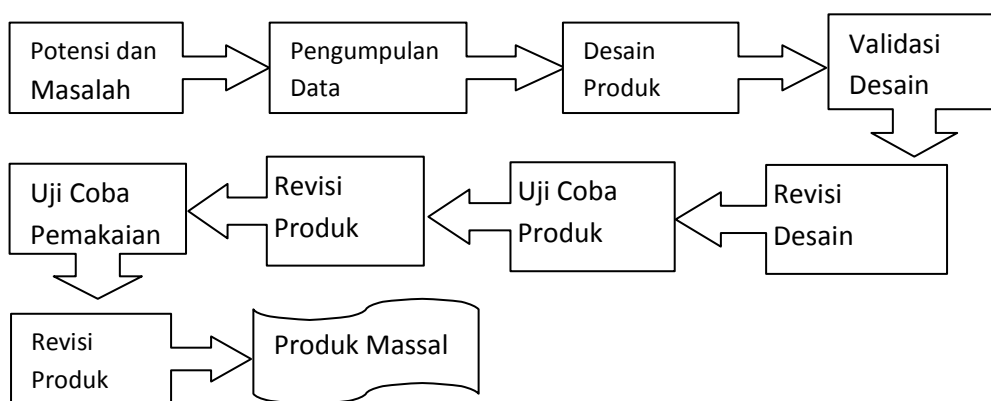 Potensi dan
Masalah
Pengumpulan
Data
Desain
Produk
Validasi
Desain
Revisi
Desain
Uji Coba
Produk
Revisi
Produk
Uji Coba
Pemakaian
Revisi
Produk
Produk Massal